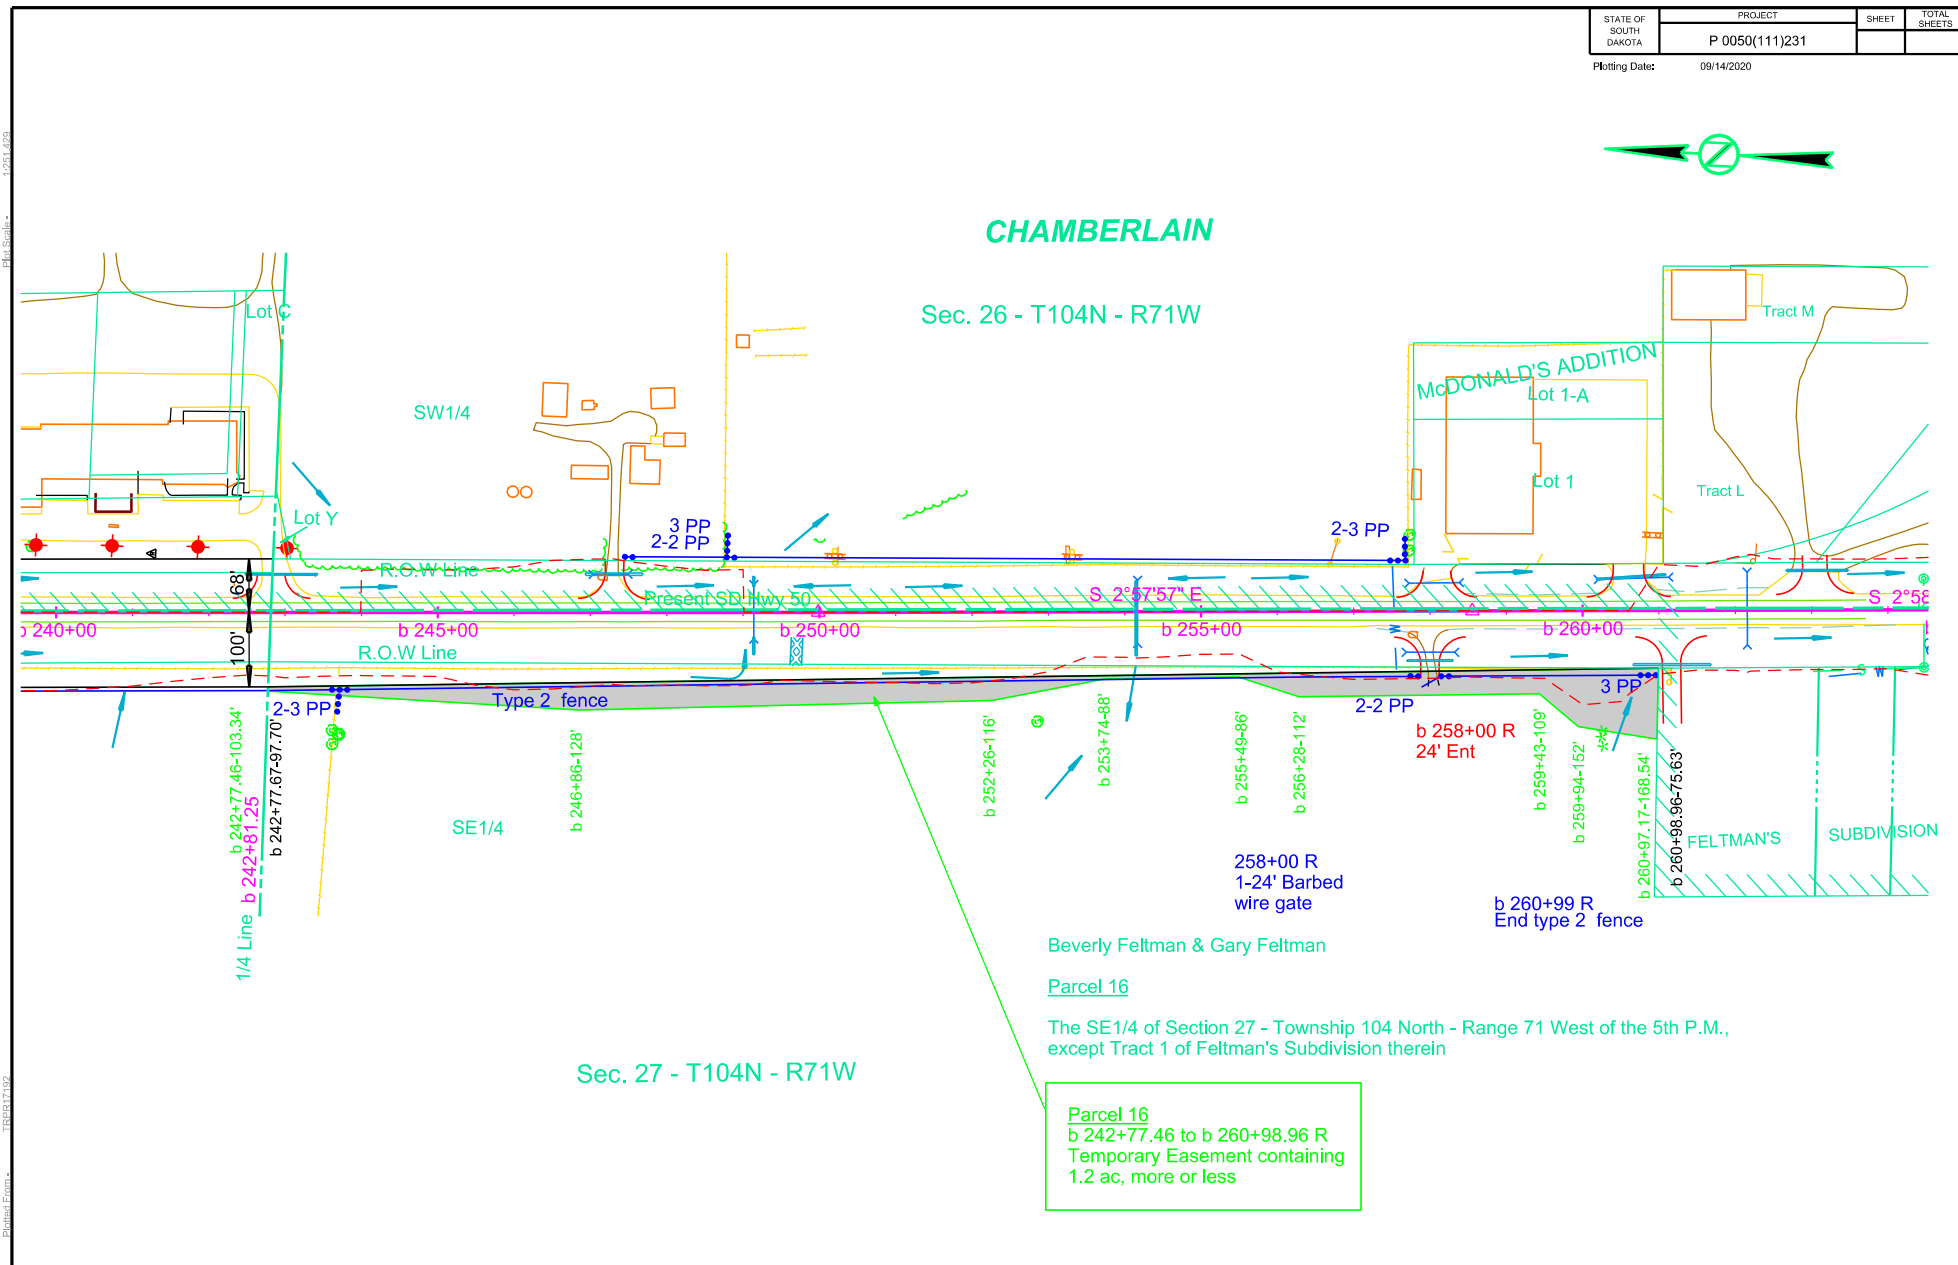 STATE OF
SOUTH
DAKOTA
PROJECT
P 0050(111)231
SHEET
TOTAL
SHEETS
Plotting Date:
09/14/2020
1:251.429
Plot Scale -
CHAMBERLAIN
Sec. 26 - T104N - R71W
Lot C
Tract M
McDONALD'S ADDITION
Lot 1-A
SW1/4
Lot 1
Tract L
Lot Y
3 PP
2-2 PP
2-3 PP
R.O.W Line
68'
Present SD Hwy 50
S 2°57'57" E
S 2°58
b 240+00
b 245+00
b 250+00
b 255+00
b 260+00
100'
R.O.W Line
2-3 PP
Type 2 fence
2-2 PP
3 PP
b 258+00 R
24' Ent
b 242+77.46-103.34'
b 242+81.25
b 242+77.67-97.70'
b 246+86-128'
b 252+26-116'
b 253+74-88'
b 255+49-86'
b 256+28-112'
b 259+43-109'
b 259+94-152'
b 260+97.17-168.54'
b 260+98.96-75.63'
1/4 Line
SE1/4
FELTMAN'S
SUBDIVISION
258+00 R
1-24' Barbed
wire gate
b 260+99 R
End type 2 fence
Beverly Feltman & Gary Feltman
Parcel 16
The SE1/4 of Section 27 - Township 104 North - Range 71 West of the 5th P.M.,
except Tract 1 of Feltman's Subdivision therein
Sec. 27 - T104N - R71W
Parcel 16
b 242+77.46 to b 260+98.96 R
Temporary Easement containing
1.2 ac, more or less
TRPR17192
Plotted From -